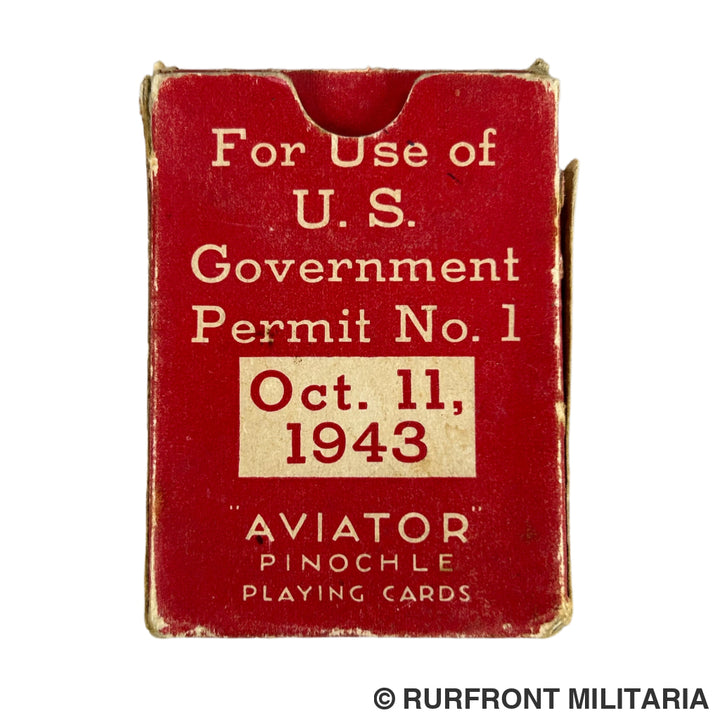 For Use of
U. S.
Government
Permit No. 1
Oct. 11,
1943
"AVIATOR"
PINOCHLE
PLAYING CARDS
© RURFRONT MILITARIA